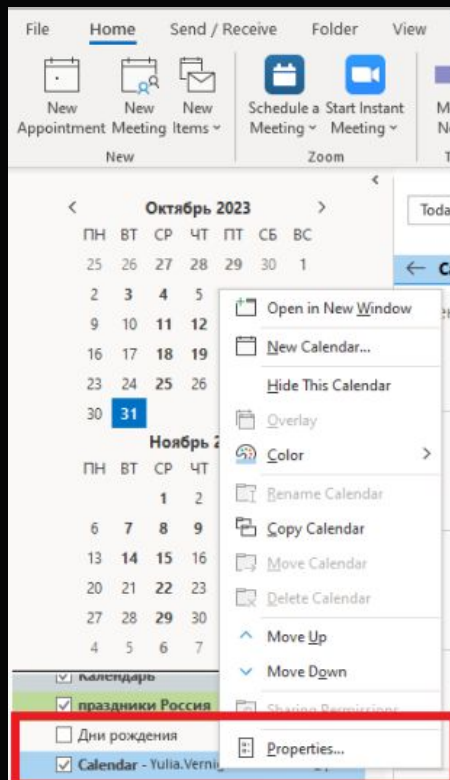 File Home Send / Receive Folder View
New Appointment New Meeting New Items Schedule a Meeting Start Instant Meeting
New Zoom
Октябрь 2023
ПН ВТ СР ЧТ ПТ СБ ВС
25 26 27 28 29 30 1
2 3 4 5
9 10 11 12
16 17 18 19
23 24 25 26
30 31
Open in New Window
New Calendar...
Hide This Calendar
Overlay
Color
Rename Calendar
Copy Calendar
Move Calendar
Delete Calendar
Move Up
Move Down
Sharing Permissions
Properties...
Ноябрь
ПН ВТ СР ЧТ
1 2
6 7 8 9
13 14 15 16
20 21 22 23
27 28 29 30
4 5 6 7
Календарь
праздники Россия
Дни рождения
Calendar - Yulia.Vernig